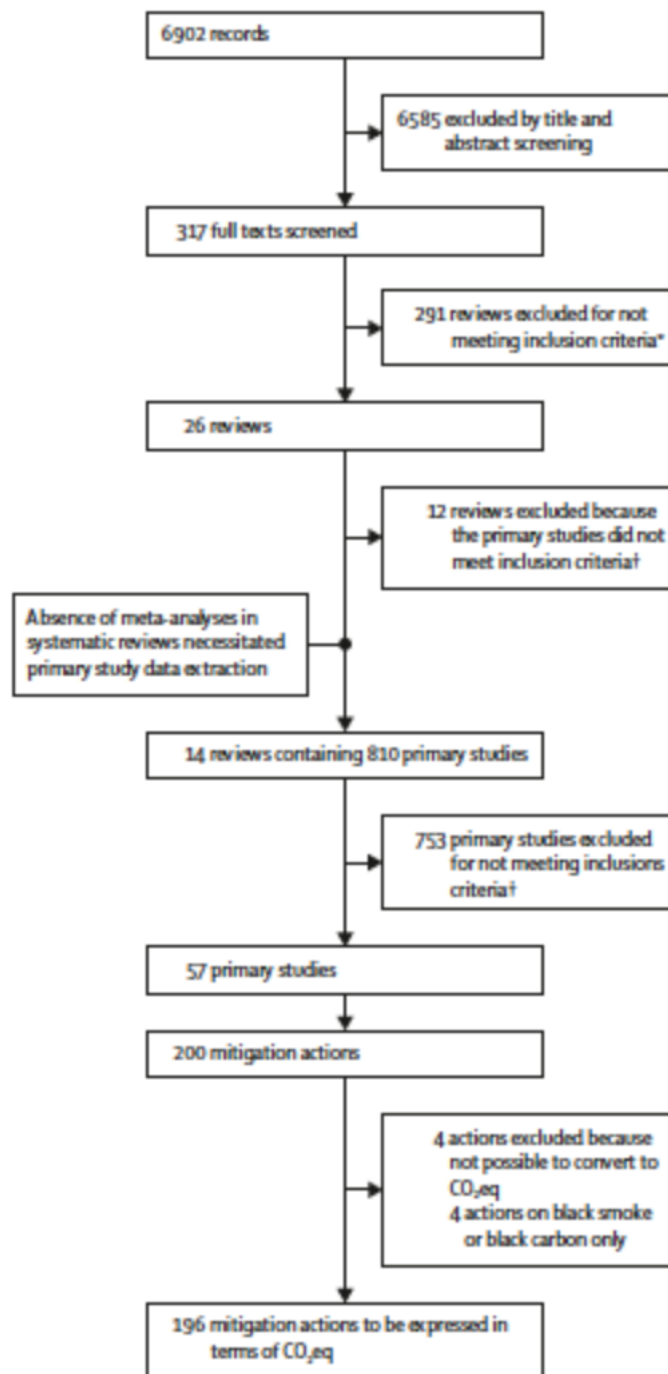 6902 records
6585 excluded by title and
abstract screening
317 full texts screened
291 reviews excluded for not
meeting inclusion criteria*
26 reviews
12 reviews excluded because
the primary studies did not
meet inclusion criteria†
Absence of meta-analyses in
systematic reviews necessitated
primary study data extraction
14 reviews containing 810 primary studies
753 primary studies excluded
for not meeting inclusions
criteria†
57 primary studies
200 mitigation actions
4 actions excluded because
not possible to convert to
CO₂eq
4 actions on black smoke
or black carbon only
196 mitigation actions to be expressed in
terms of CO₂eq